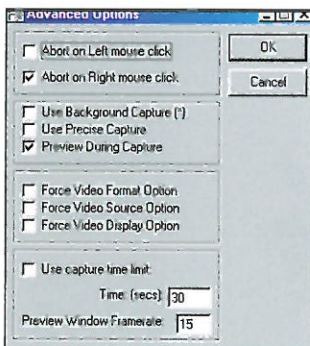 Advanced Options
Abort on Left mouse click
Abort on Right mouse click
OK
Cancel
Use Background Capture (*)
Use Precise Capture
Preview During Capture
Force Video Format Option
Force Video Source Option
Force Video Display Option
Use capture time limit:
Time: (secs) 30
Preview Window Framerate: 15